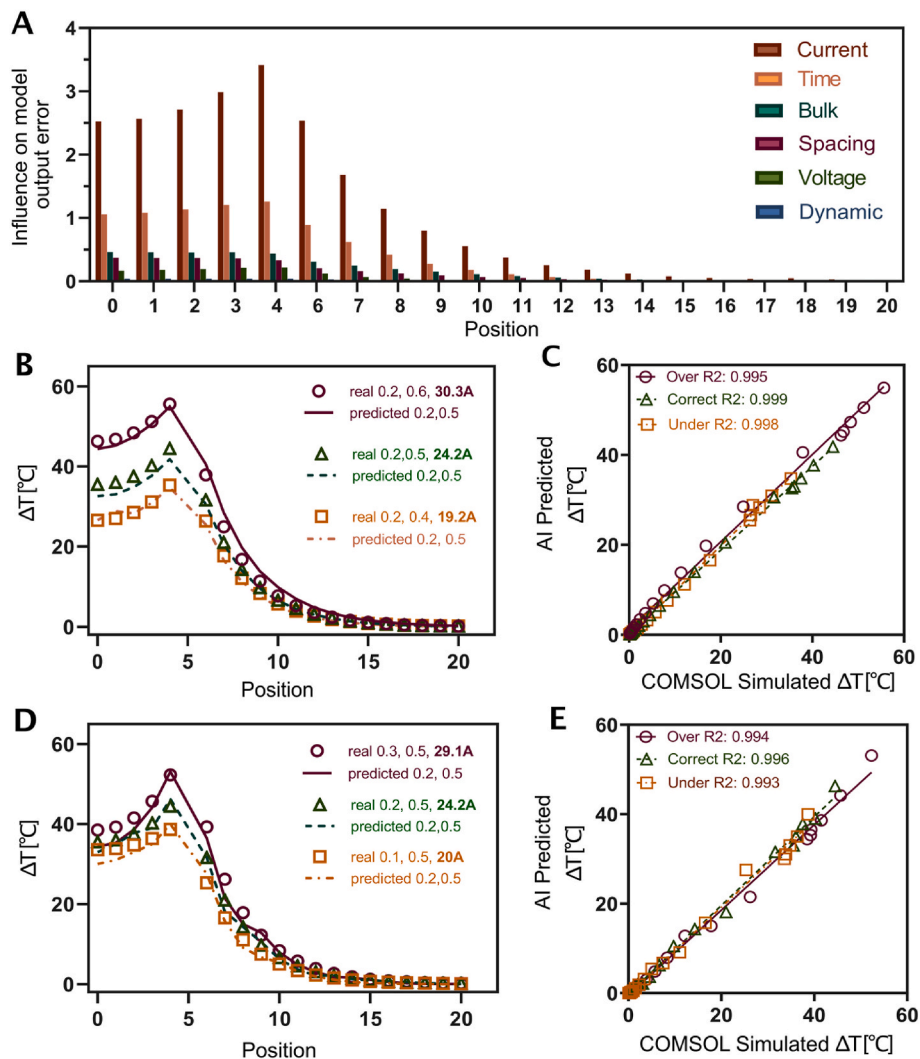 A
Influence on model
output error
4
3
2
1
0
Current
Time
Bulk
Spacing
Voltage
Dynamic
0 1 2 3 4 6 7 8 9 10 11 12 13 14 15 16 17 18 19 20
Position
B
ΔT[℃]
60
40
20
0
real 0.2, 0.6, 30.3A
predicted 0.2,0.5
real 0.2,0.5, 24.2A
predicted 0.2,0.5
real 0.2, 0.4, 19.2A
predicted 0.2, 0.5
0 5 10 15 20
Position
C
AI Predicted
ΔT[℃]
60
40
20
0
Over R2: 0.995
Correct R2: 0.999
Under R2: 0.998
0 20 40 60
COMSOL Simulated ΔT[℃]
D
ΔT[℃]
60
40
20
0
real 0.3, 0.5, 29.1A
predicted 0.2, 0.5
real 0.2, 0.5, 24.2A
predicted 0.2,0.5
real 0.1, 0.5, 20A
predicted 0.2,0.5
0 5 10 15 20
Position
E
AI Predicted
ΔT[℃]
60
40
20
0
Over R2: 0.994
Correct R2: 0.996
Under R2: 0.993
0 20 40 60
COMSOL Simulated ΔT[℃]